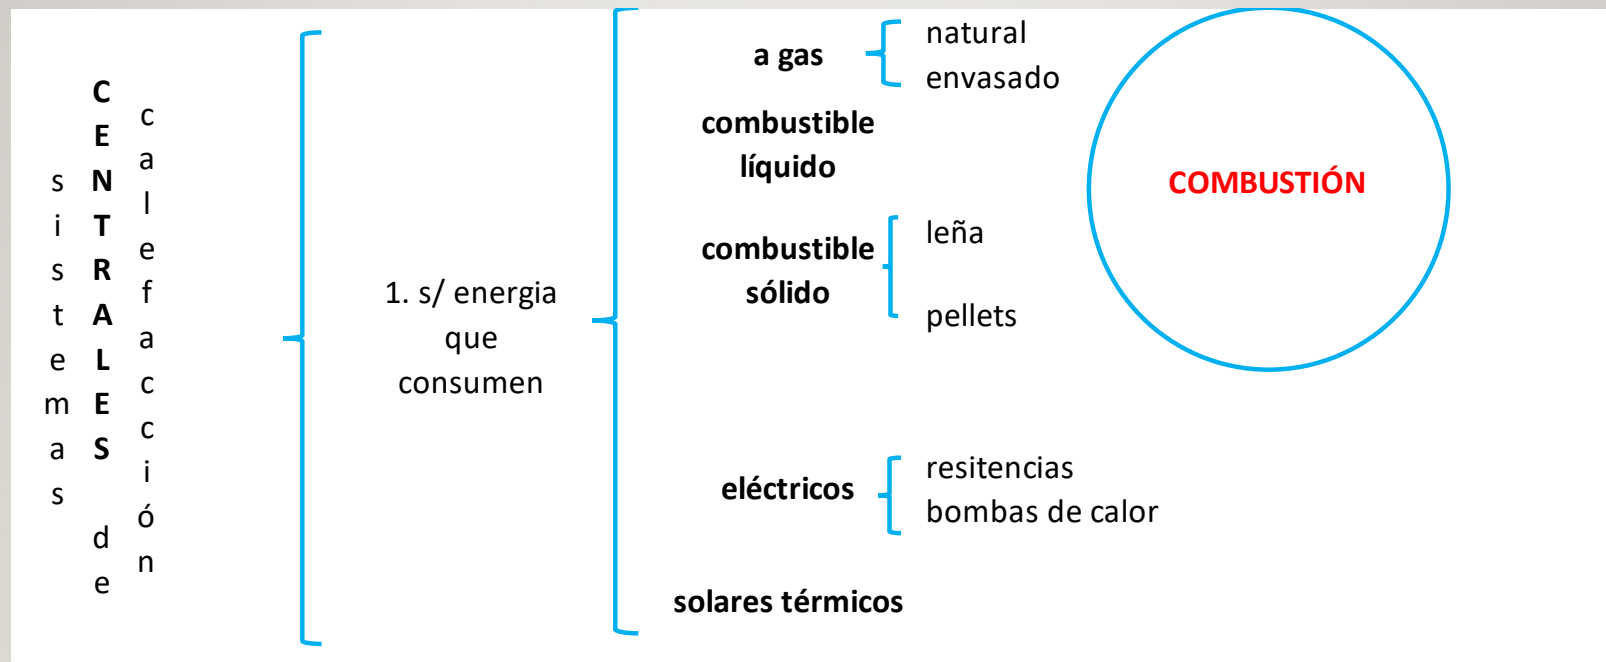 sistemas
CENTRALES de
calefacción
1. s/ energia
que
consumen
a gas
natural
envasado
combustible
líquido
combustible
sólido
leña
pellets
eléctricos
resitencias
bombas de calor
solares térmicos
COMBUSTIÓN